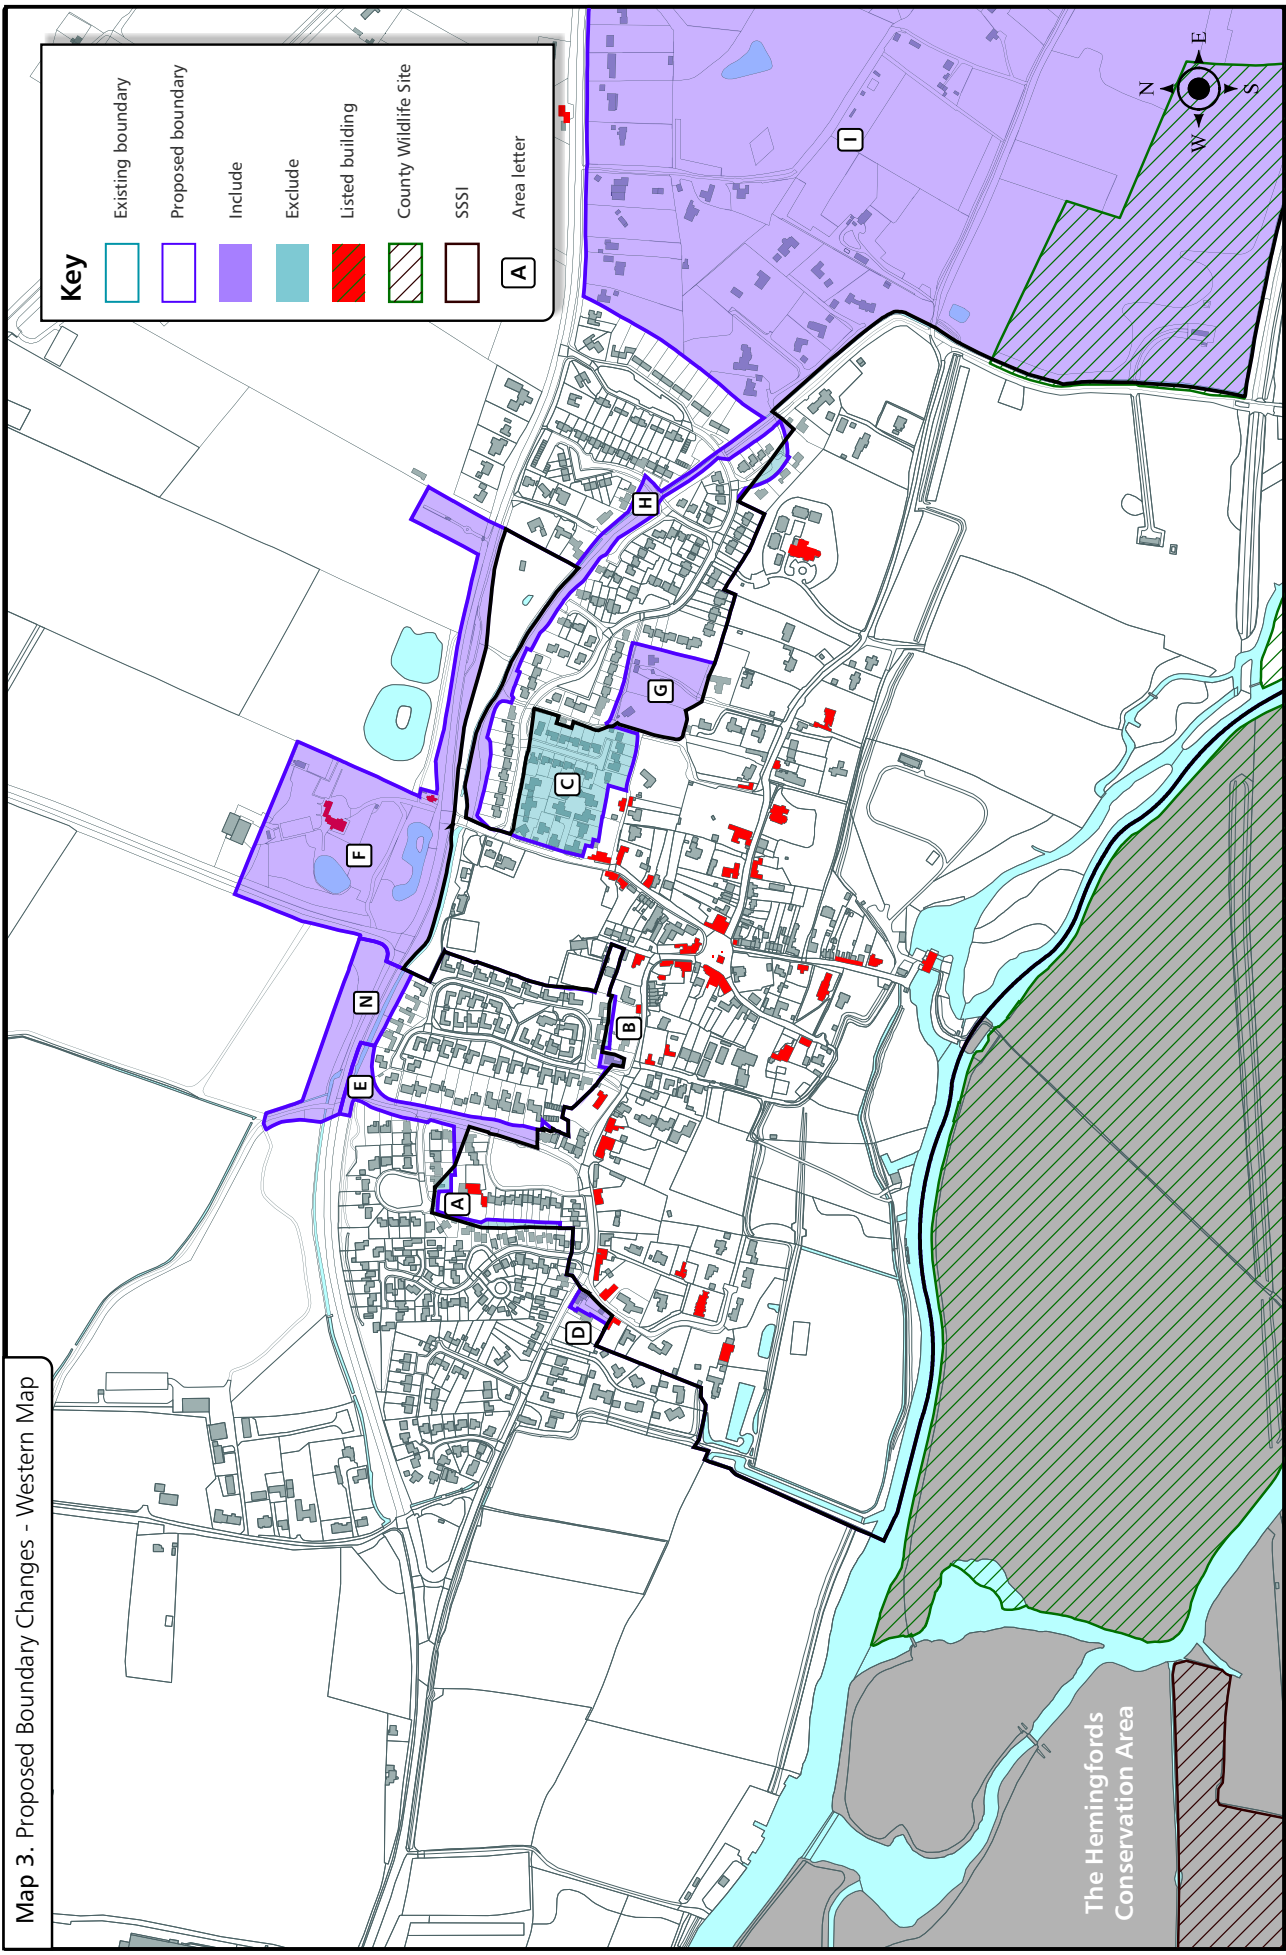 Map 3. Proposed Boundary Changes - Western Map
Key
Existing boundary
Proposed boundary
Include
Exclude
Listed building
County Wildlife Site
SSSI
A Area letter
N
W
E
S
F
N
E
A
D
B
C
G
H
I
The Hemingfords
Conservation Area